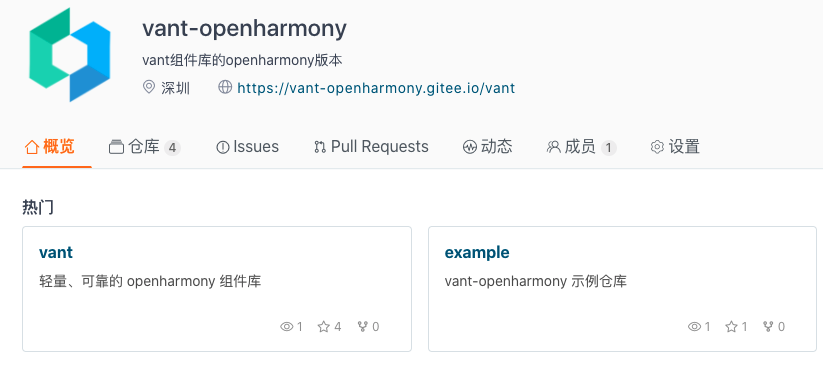 vant-openharmony
vant组件库的openharmony版本
深圳 https://vant-openharmony.gitee.io/vant
概览 仓库 4 Issues Pull Requests 动态 成员 1 设置
热门
vant
轻量、可靠的 openharmony 组件库
1 4 0
example
vant-openharmony 示例仓库
1 1 0